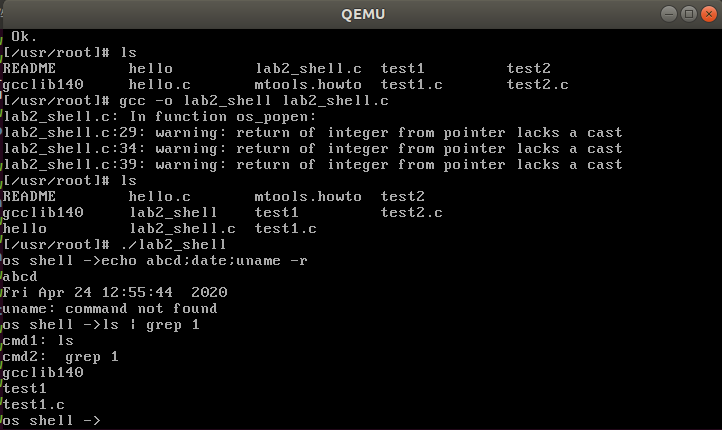 QEMU
Ok.
[/usr/root]# ls
README hello lab2_shell.c test1 test2
gcclib140 hello.c mtools.howto test1.c test2.c
[/usr/root]# gcc -o lab2_shell lab2_shell.c
lab2_shell.c: In function os_popen:
lab2_shell.c:29: warning: return of integer from pointer lacks a cast
lab2_shell.c:34: warning: return of integer from pointer lacks a cast
lab2_shell.c:39: warning: return of integer from pointer lacks a cast
[/usr/root]# ls
README hello.c mtools.howto test2
gcclib140 lab2_shell test1 test2.c
hello lab2_shell.c test1.c
[/usr/root]# ./lab2_shell
os shell ->echo abcd;date;uname -r
abcd
Fri Apr 24 12:55:44 2020
uname: command not found
os shell ->ls | grep 1
cmd1: ls
cmd2:  grep 1
gcclib140
test1
test1.c
os shell ->